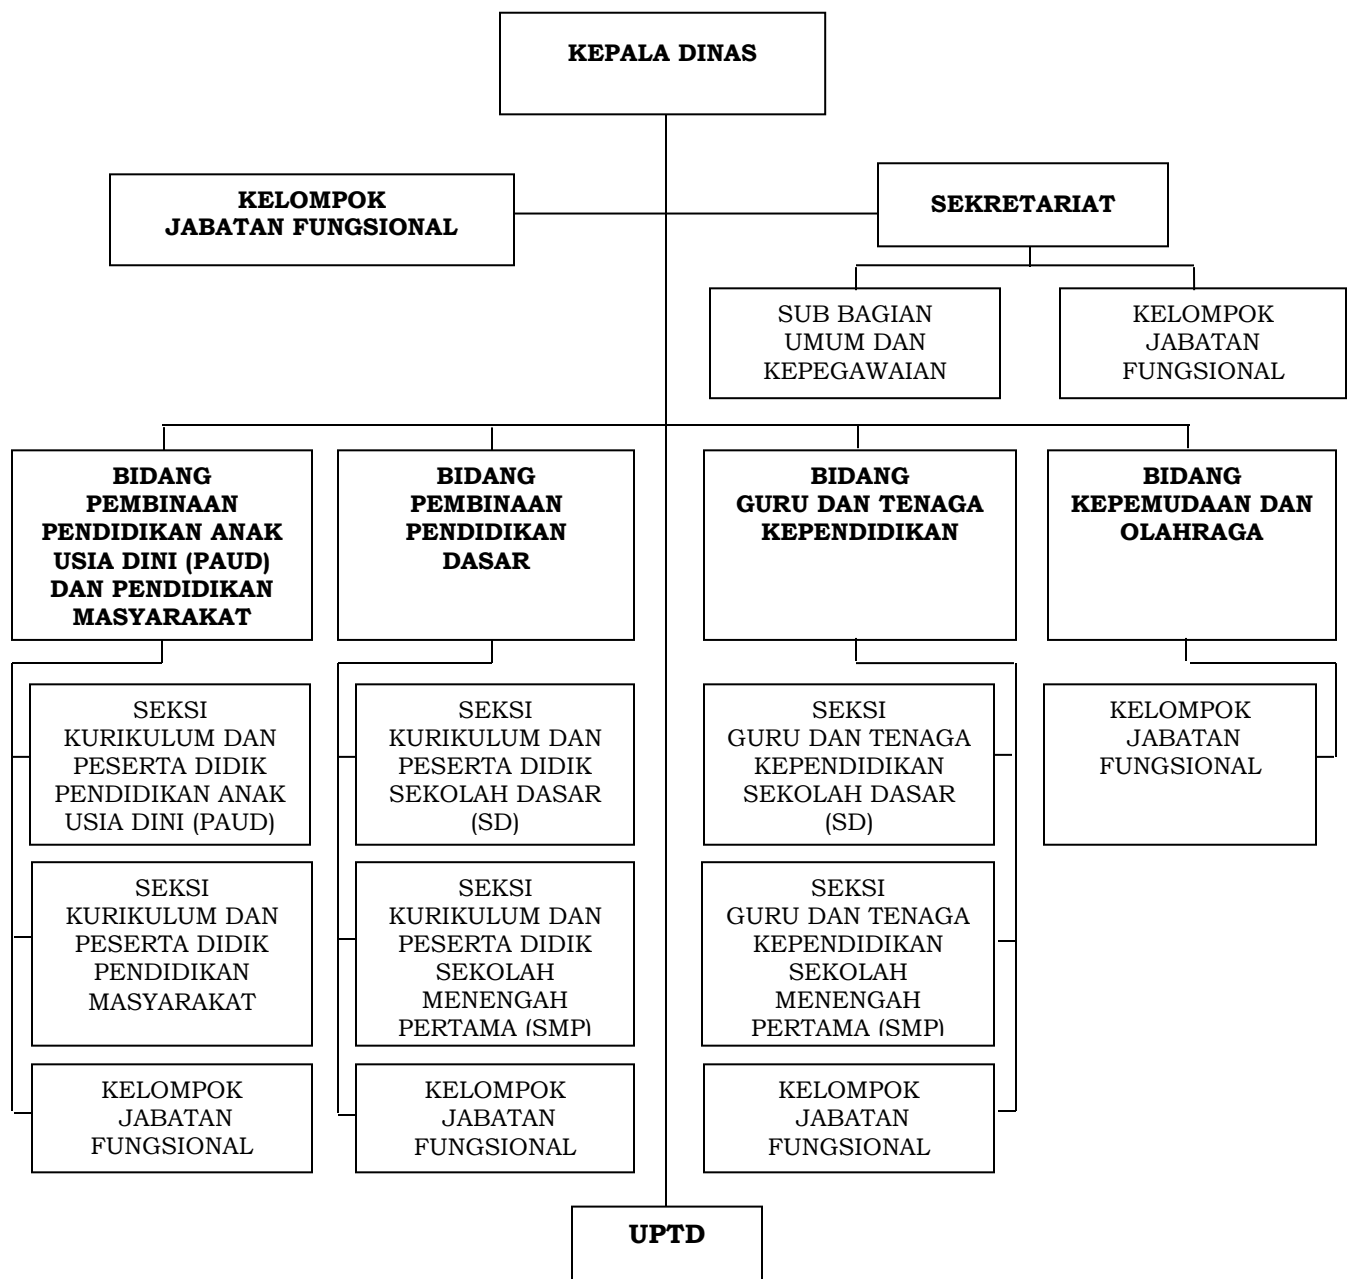 KEPALA DINAS
KELOMPOK
JABATAN FUNGSIONAL
SEKRETARIAT
SUB BAGIAN
UMUM DAN
KEPEGAWAIAN
KELOMPOK
JABATAN
FUNGSIONAL
BIDANG
PEMBINAAN
PENDIDIKAN ANAK
USIA DINI (PAUD)
DAN PENDIDIKAN
MASYARAKAT
BIDANG
PEMBINAAN
PENDIDIKAN
DASAR
BIDANG
GURU DAN TENAGA
KEPENDIDIKAN
BIDANG
KEPEMUDAAN DAN
OLAHRAGA
SEKSI
KURIKULUM DAN
PESERTA DIDIK
PENDIDIKAN ANAK
USIA DINI (PAUD)
SEKSI
KURIKULUM DAN
PESERTA DIDIK
SEKOLAH DASAR
(SD)
SEKSI
GURU DAN TENAGA
KEPENDIDIKAN
SEKOLAH DASAR
(SD)
KELOMPOK
JABATAN
FUNGSIONAL
SEKSI
KURIKULUM DAN
PESERTA DIDIK
PENDIDIKAN
MASYARAKAT
SEKSI
KURIKULUM DAN
PESERTA DIDIK
SEKOLAH
MENENGAH
PERTAMA (SMP)
SEKSI
GURU DAN TENAGA
KEPENDIDIKAN
SEKOLAH
MENENGAH
PERTAMA (SMP)
KELOMPOK
JABATAN
FUNGSIONAL
KELOMPOK
JABATAN
FUNGSIONAL
KELOMPOK
JABATAN
FUNGSIONAL
UPTD